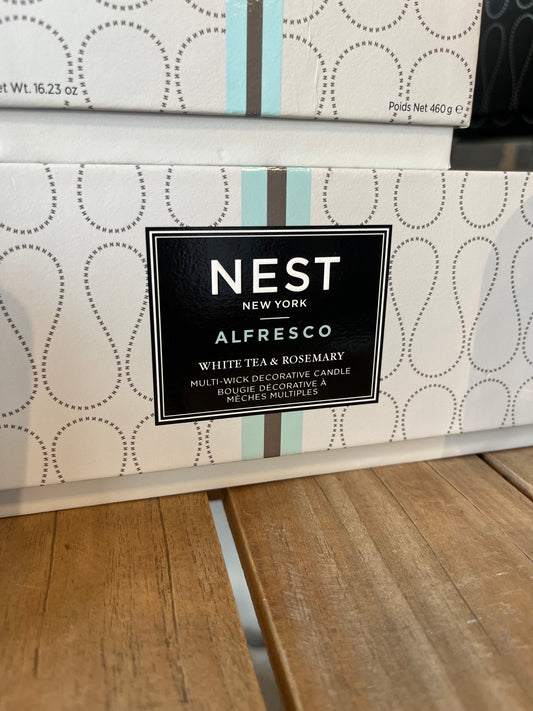 et Wt. 16.23 oz
Poids Net 460g e
NEST
NEW YORK
ALFRESCO
WHITE TEA & ROSEMARY
MULTI-WICK DECORATIVE CANDLE
BOUGIE DÉCORATIVE À
MÈCHES MULTIPLES